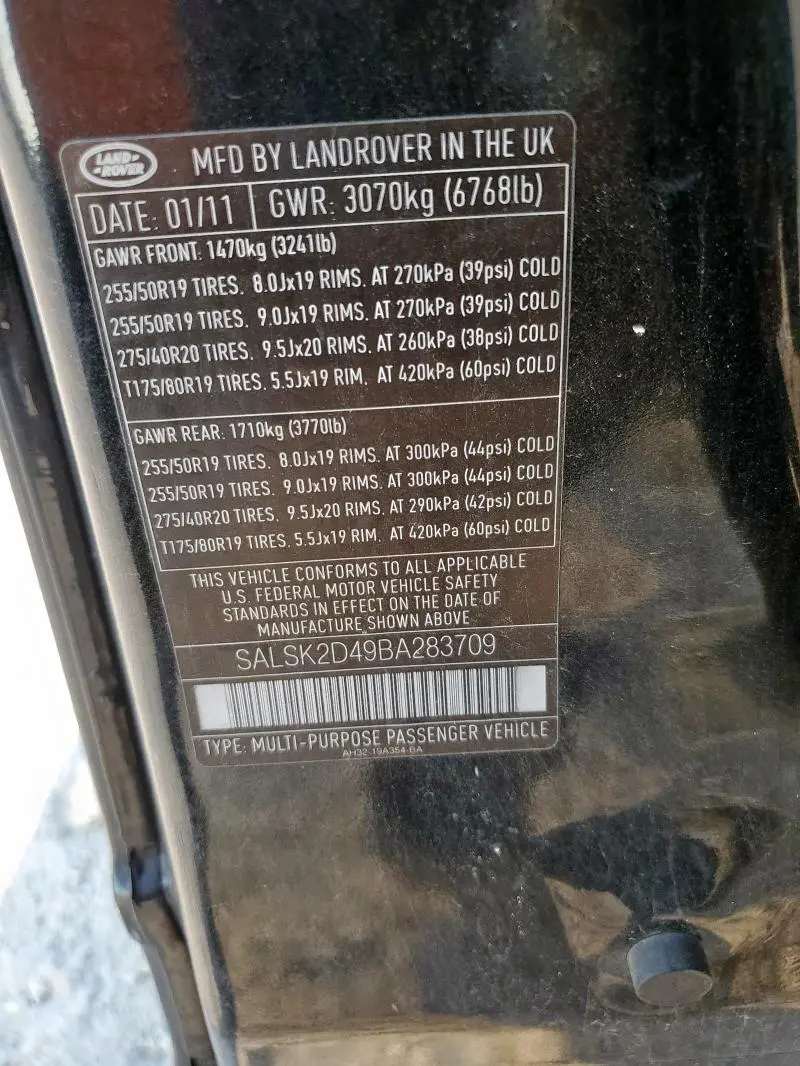 LAND ROVER
MFD BY LANDROVER IN THE UK
DATE: 01/11 GWR: 3070kg (6768lb)
GAWR FRONT: 1470kg (3241lb)
255/50R19 TIRES. 8.0Jx19 RIMS. AT 270kPa (39psi) COLD
255/50R19 TIRES. 9.0Jx19 RIMS. AT 270kPa (39psi) COLD
275/40R20 TIRES. 9.5Jx20 RIMS. AT 260kPa (38psi) COLD
T175/80R19 TIRES. 5.5Jx19 RIM. AT 420kPa (60psi) COLD
GAWR REAR: 1710kg (3770lb)
255/50R19 TIRES. 8.0Jx19 RIMS. AT 300kPa (44psi) COLD
255/50R19 TIRES. 9.0Jx19 RIMS. AT 300kPa (44psi) COLD
275/40R20 TIRES. 9.5Jx20 RIMS. AT 290kPa (42psi) COLD
T175/80R19 TIRES. 5.5Jx19 RIM. AT 420kPa (60psi) COLD
THIS VEHICLE CONFORMS TO ALL APPLICABLE
U.S. FEDERAL MOTOR VEHICLE SAFETY
STANDARDS IN EFFECT ON THE DATE OF
MANUFACTURE SHOWN ABOVE
SALSK2D49BA283709
TYPE: MULTI-PURPOSE PASSENGER VEHICLE
AH32-19A354-BA